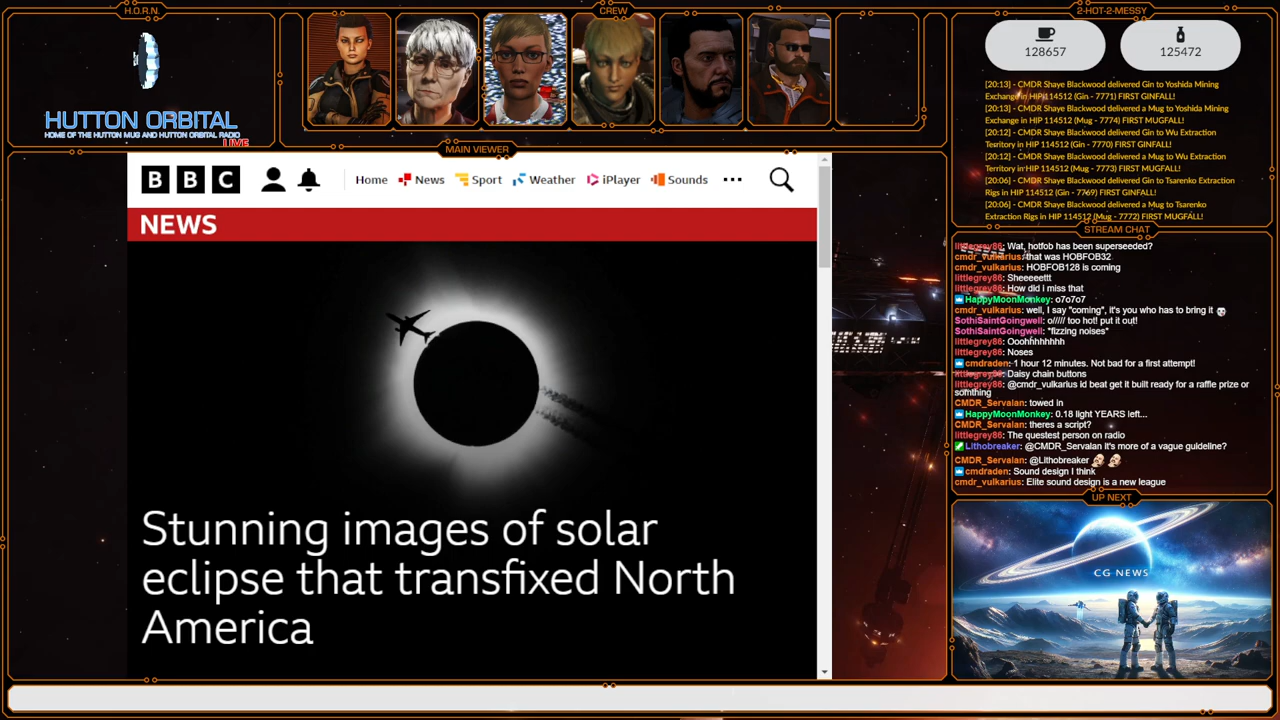 H.O.R.N.
HUTTON ORBITAL
HOME OF THE HUTTON MUG AND HUTTON ORBITAL RADIO
LIVE
CREW
2-HOT-2-MESSY
128657
125472
[20:13] - CMDR Shaye Blackwood delivered Gin to Yoshida Mining
Exchange in HIP 114512 (Gin - 7771) FIRST GINFALL!
[20:13] - CMDR Shaye Blackwood delivered a Mug to Yoshida Mining
Exchange in HIP 114512 (Mug - 7774) FIRST MUGFALL!
[20:12] - CMDR Shaye Blackwood delivered Gin to Wu Extraction
Territory in HIP 114512 (Gin - 7770) FIRST GINFALL!
[20:12] - CMDR Shaye Blackwood delivered a Mug to Wu Extraction
Territory in HIP 114512 (Mug - 7773) FIRST MUGFALL!
[20:06] - CMDR Shaye Blackwood delivered Gin to Tsarenko Extraction
Rigs in HIP 114512 (Gin - 7769) FIRST GINFALL!
[20:06] - CMDR Shaye Blackwood delivered a Mug to Tsarenko
Extraction Rigs in HIP 114512 (Mug - 7772) FIRST MUGFALL!
MAIN VIEWER
BBC
Home News Sport Weather iPlayer Sounds
NEWS
Stunning images of solar
eclipse that transfixed North
America
STREAM CHAT
littlegrey86: Wat, hotfob has been superseeded?
cmdr_vulkarius: that was HOBFOB32
cmdr_vulkarius: HOBFOB128 is coming
littlegrey86: Sheeeeettt
littlegrey86: How did i miss that
HappyMoonMonkey: o7o7o7
cmdr_vulkarius: well, I say "coming", it's you who has to bring it
SothiSaintGoingwell: o///// too hot! put it out!
SothiSaintGoingwell: *fizzing noises*
littlegrey86: Ooohhhhhhh
littlegrey86: Noses
cmdraden: 1 hour 12 minutes. Not bad for a first attempt!
littlegrey86: Daisy chain buttons
littlegrey86: @cmdr_vulkarius id beat get it built ready for a raffle prize or
somthing
CMDR_Servalan: towed in
HappyMoonMonkey: 0.18 light YEARS left...
CMDR_Servalan: theres a script?
littlegrey86: The questest person on radio
Lithobreaker: @CMDR_Servalan it's more of a vague guideline?
CMDR_Servalan: @Lithobreaker
cmdraden: Sound design I think
cmdr_vulkarius: Elite sound design is a new league
UP NEXT
CG NEWS